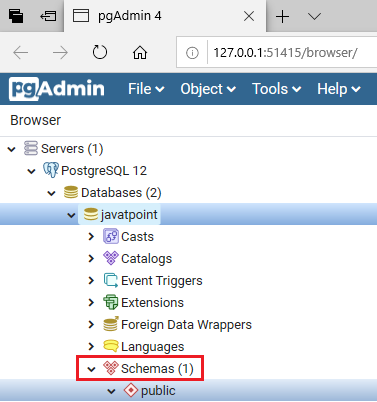 pgAdmin 4
127.0.0.1:51415/browser/
pgAdmin File Object Tools Help
Browser
Servers (1)
PostgreSQL 12
Databases (2)
javatpoint
Casts
Catalogs
Event Triggers
Extensions
Foreign Data Wrappers
Languages
Schemas (1)
public